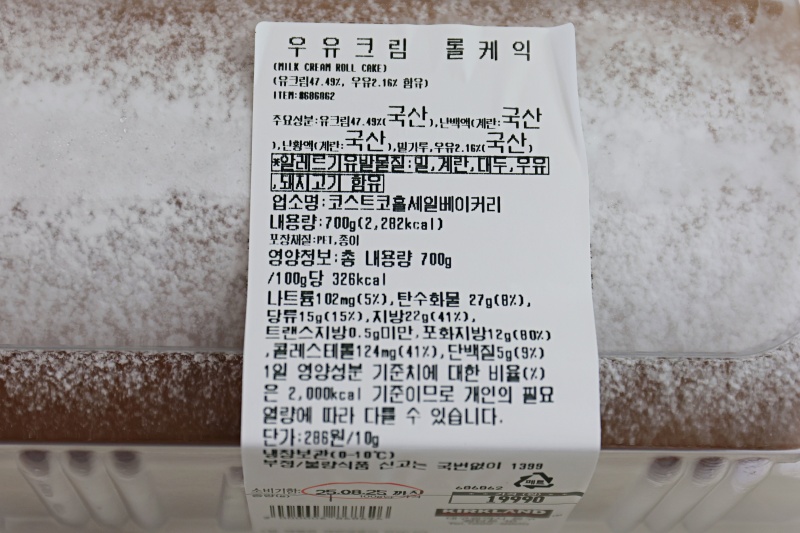 우유크림 롤케익
(MILK CREAM ROLL CAKE)
(유크림47.49%, 우유2.16% 함유)
ITEM:#686062
주요성분:유크림47.49%(국산),난백액(계란:국산
),난황액(계란:국산),밀가루,우유2.16%(국산)
*알레르기유발물질:밀,계란,대두,우유
,돼지고기 함유
업소명:코스트코홀세일베이커리
내용량:700g(2,282kcal)
포장재질:PET,종이
영양정보:총 내용량 700g
/100g당 326kcal
나트륨102mg(5%),탄수화물 27g(8%),
당류15g(15%),지방22g(41%),
트랜스지방0.5g미만,포화지방12g(80%)
,콜레스테롤124mg(41%),단백질5g(9%)
1일 영양성분 기준치에 대한 비율(%)
은 2,000kcal 기준이므로 개인의 필요
열량에 따라 다를 수 있습니다.
단가:286원/10g
냉장보관(0-10℃)
부정/불량식품 신고는 국번없이 1399
소비기한: 25.08.25 까지
686062
19990
KIRKLAND